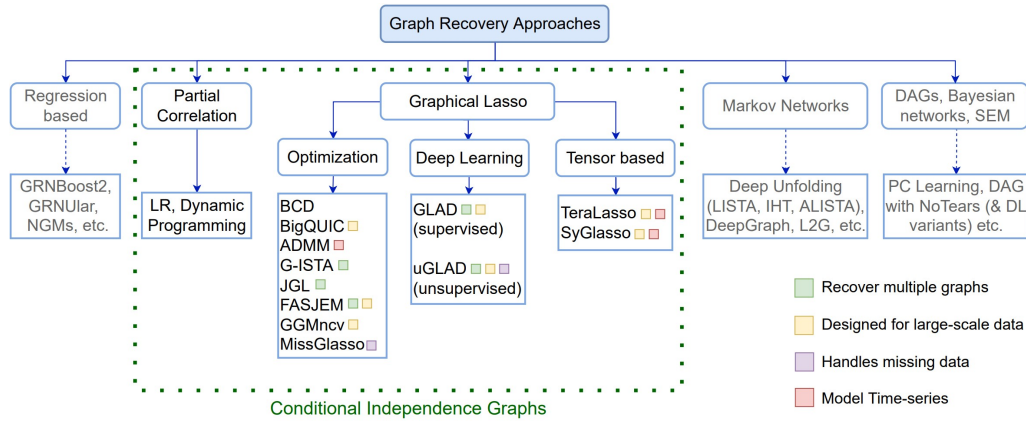 Graph Recovery Approaches
Regression
based
Partial
Correlation
Graphical Lasso
Markov Networks
DAGs, Bayesian
networks, SEM
Optimization
Deep Learning
Tensor based
GRNBoost2,
GRNUlar,
NGMs, etc.
LR, Dynamic
Programming
BCD
BigQUIC
ADMM
G-ISTA
JGL
FASJEM
GGMncv
MissGlasso
GLAD
(supervised)
uGLAD
(unsupervised)
TeraLasso
SyGlasso
Deep Unfolding
(LISTA, IHT, ALISTA),
DeepGraph, L2G, etc.
PC Learning, DAG
with NoTears (& DL
variants) etc.
Recover multiple graphs
Designed for large-scale data
Handles missing data
Model Time-series
Conditional Independence Graphs